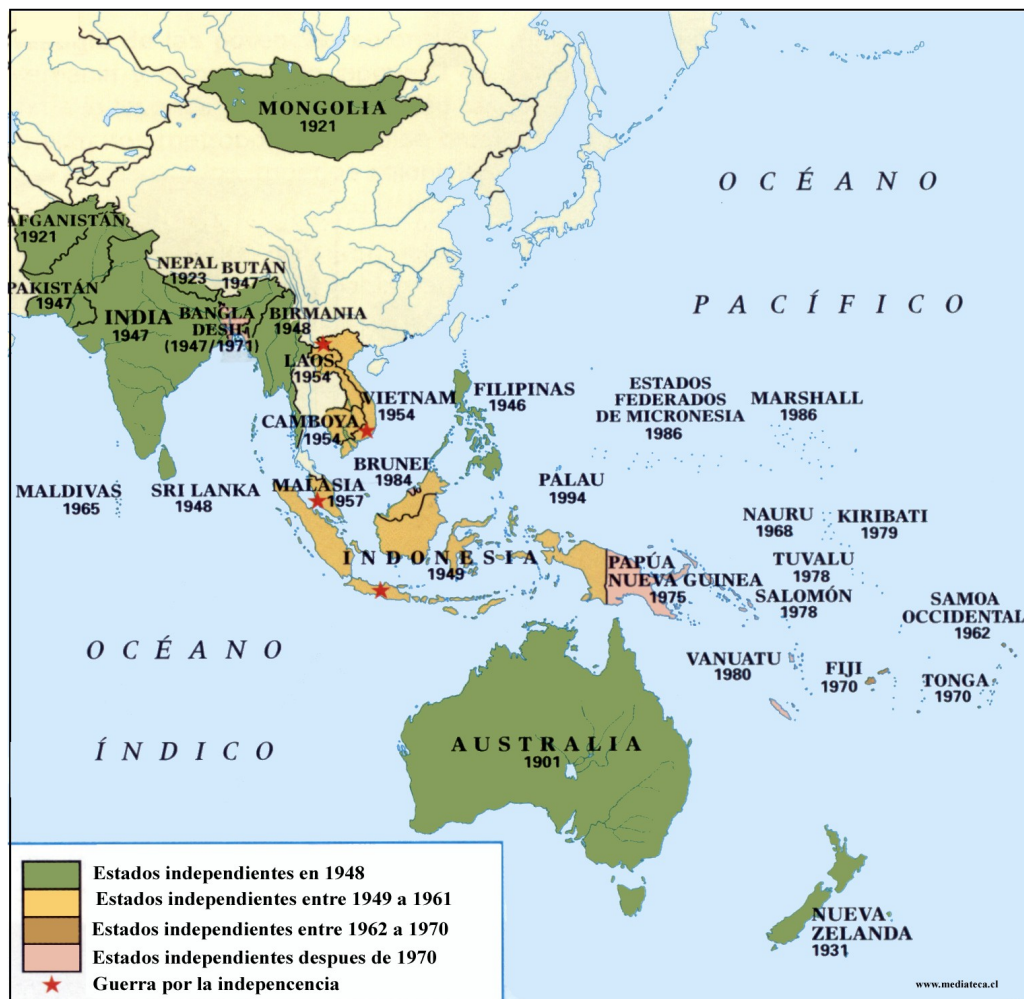 MONGOLIA
1921
OCÉANO
AFGANISTÁN
1921
NEPAL
1923
BUTÁN
1947
PAKISTÁN
1947
INDIA
1947
BANGLA
DESH
(1947/1971)
BIRMANIA
1948
PACÍFICO
LAOS
1954
VIETNAM
1954
FILIPINAS
1946
ESTADOS
FEDERADOS
DE MICRONESIA
1986
MARSHALL
1986
CAMBOYA
1954
BRUNEI
1984
MALDIVAS
1965
SRI LANKA
1948
MALASIA
1957
PALAU
1994
NAURU
1968
KIRIBATI
1979
INDONESIA
1949
PAPÚA
NUEVA GUINEA
1975
TUVALU
1978
SALOMÓN
1978
SAMOA
OCCIDENTAL
1962
OCÉANO
ÍNDICO
VANUATU
1980
FIJI
1970
TONGA
1970
AUSTRALIA
1901
NUEVA
ZELANDA
1931
Estados independientes en 1948
Estados independientes entre 1949 a 1961
Estados independientes entre 1962 a 1970
Estados independientes despues de 1970
Guerra por la indepencencia
www.mediateca.cl